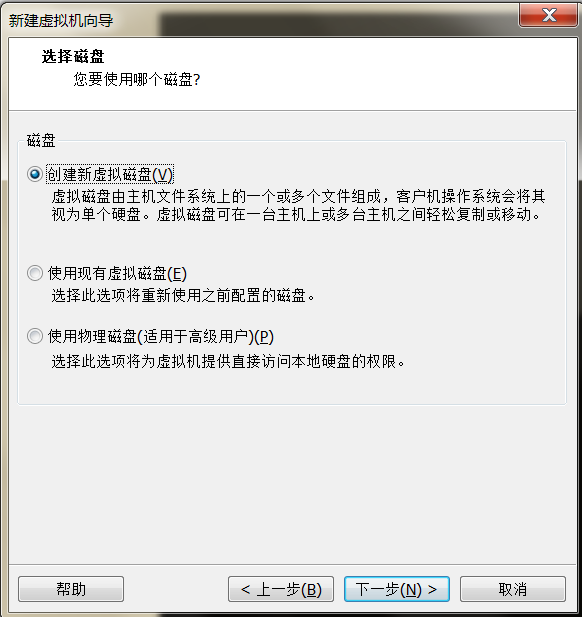 新建虚拟机向导
选择磁盘
您要使用哪个磁盘?
磁盘
创建新虚拟磁盘(V)
虚拟磁盘由主机文件系统上的一个或多个文件组成，客户机操作系统会将其
视为单个硬盘。虚拟磁盘可在一台主机上或多台主机之间轻松复制或移动。
使用现有虚拟磁盘(E)
选择此选项将重新使用之前配置的磁盘。
使用物理磁盘(适用于高级用户)(P)
选择此选项将为虚拟机提供直接访问本地硬盘的权限。
帮助
< 上一步(B)
下一步(N) >
取消